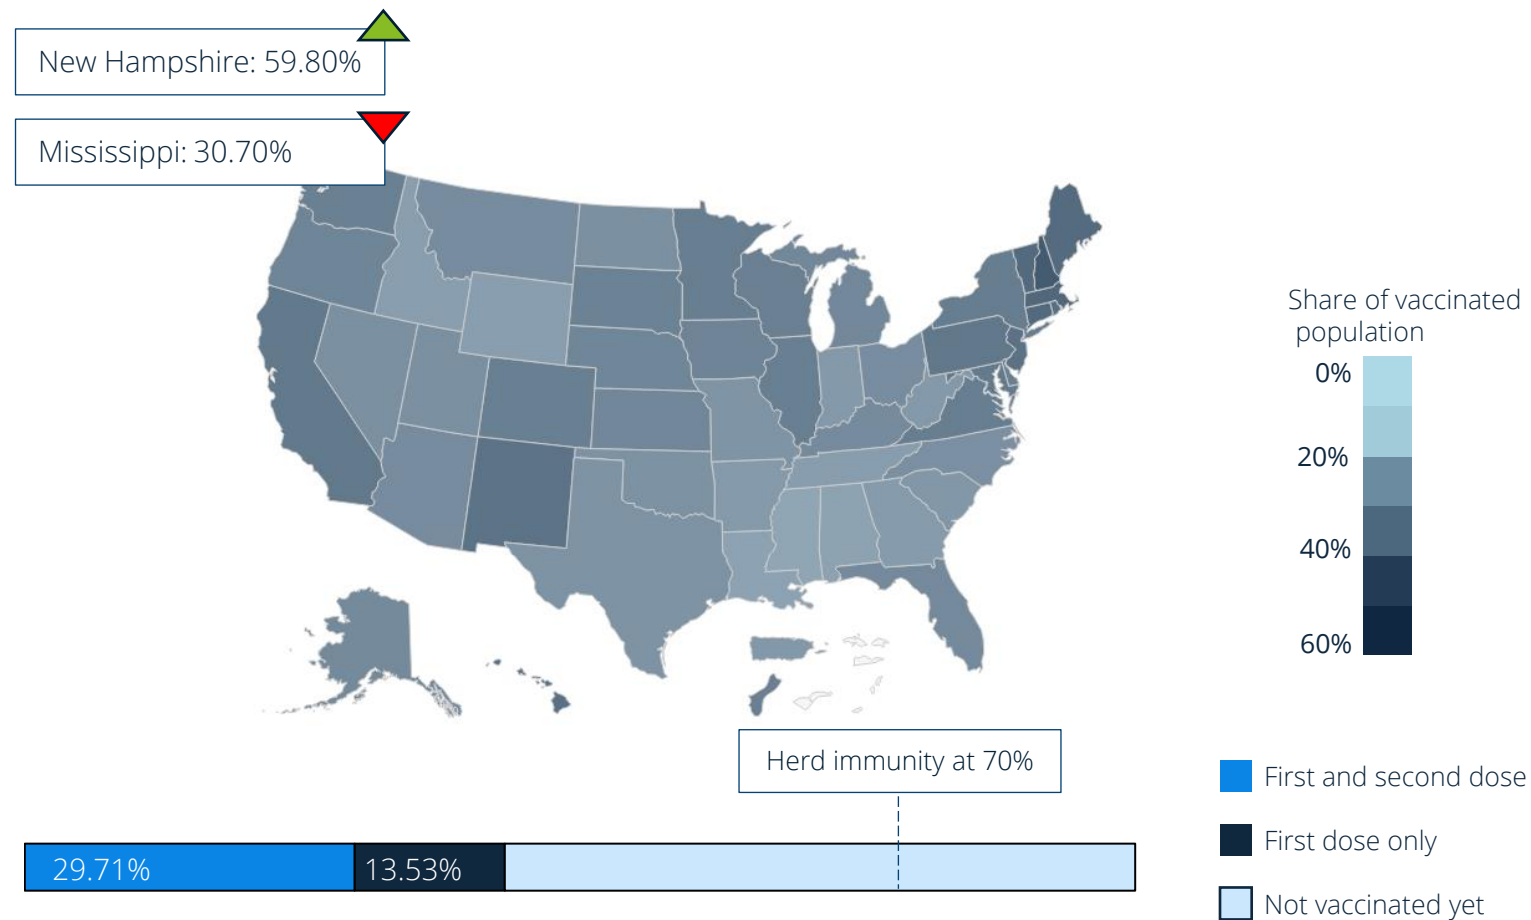 New Hampshire: 59.80%
Mississippi: 30.70%
Share of vaccinated
population
0%
20%
40%
60%
Herd immunity at 70%
First and second dose
First dose only
Not vaccinated yet
29.71%
13.53%